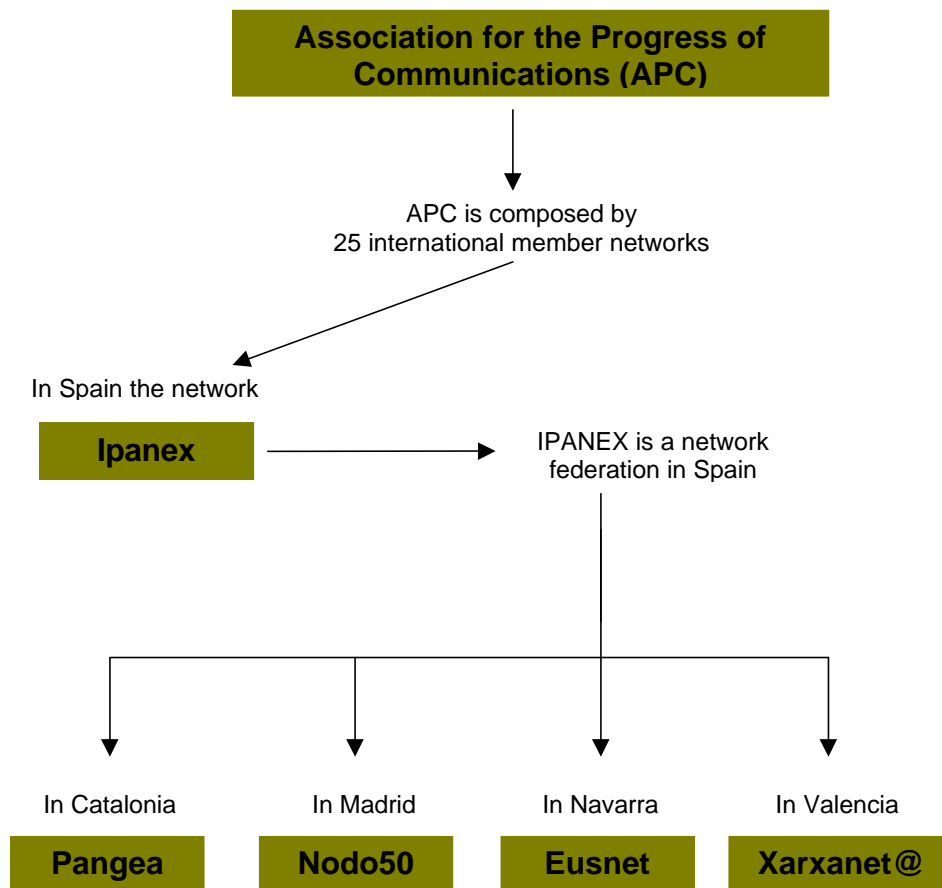 Association for the Progress of
Communications (APC)
APC is composed by
25 international member networks
In Spain the network
Ipanex
IPANEX is a network
federation in Spain
In Catalonia
In Madrid
In Navarra
In Valencia
Pangea
Nodo50
Eusnet
Xarxanet@